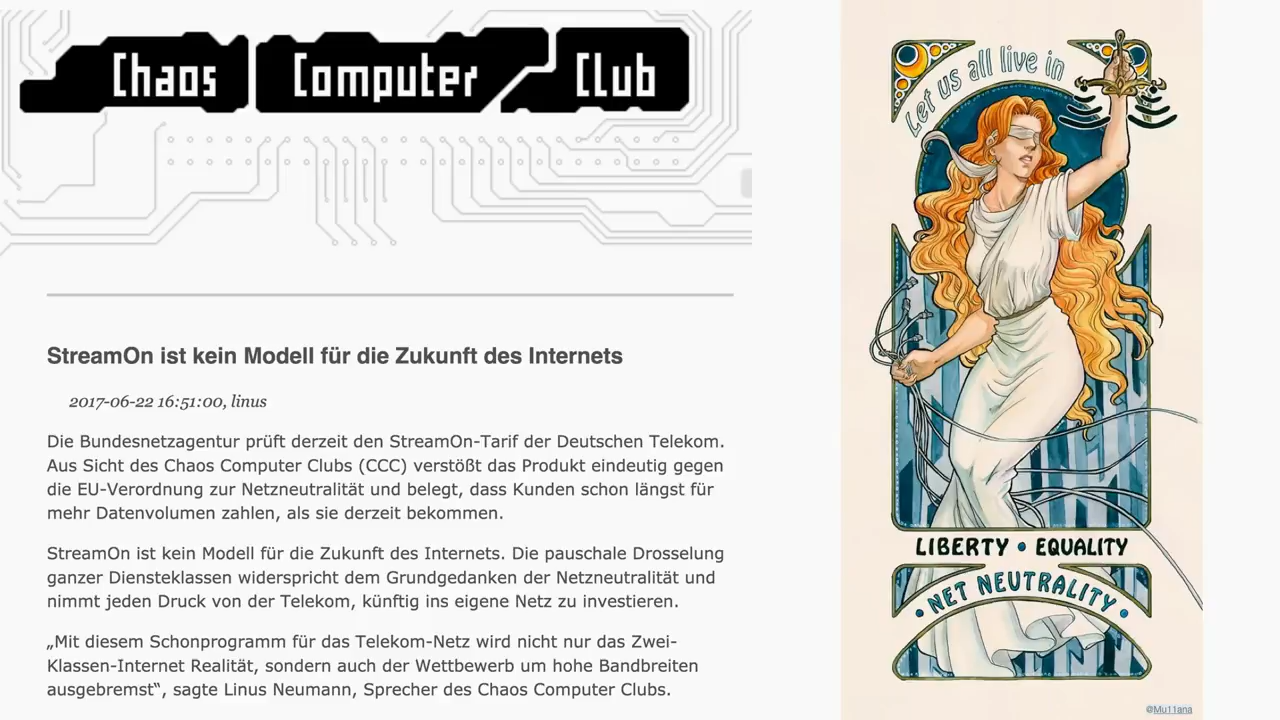 Chaos Computer Club
StreamOn ist kein Modell für die Zukunft des Internets
2017-06-22 16:51:00, linus
Die Bundesnetzagentur prüft derzeit den StreamOn-Tarif der Deutschen Telekom.
Aus Sicht des Chaos Computer Clubs (CCC) verstößt das Produkt eindeutig gegen
die EU-Verordnung zur Netzneutralität und belegt, dass Kunden schon längst für
mehr Datenvolumen zahlen, als sie derzeit bekommen.
StreamOn ist kein Modell für die Zukunft des Internets. Die pauschale Drosselung
ganzer Diensteklassen widerspricht dem Grundgedanken der Netzneutralität und
nimmt jeden Druck von der Telekom, künftig ins eigene Netz zu investieren.
„Mit diesem Schonprogramm für das Telekom-Netz wird nicht nur das Zwei-
Klassen-Internet Realität, sondern auch der Wettbewerb um hohe Bandbreiten
ausgebremst“, sagte Linus Neumann, Sprecher des Chaos Computer Clubs.
Let us all live in
LIBERTY • EQUALITY
• NET NEUTRALITY •
@Mu11ana